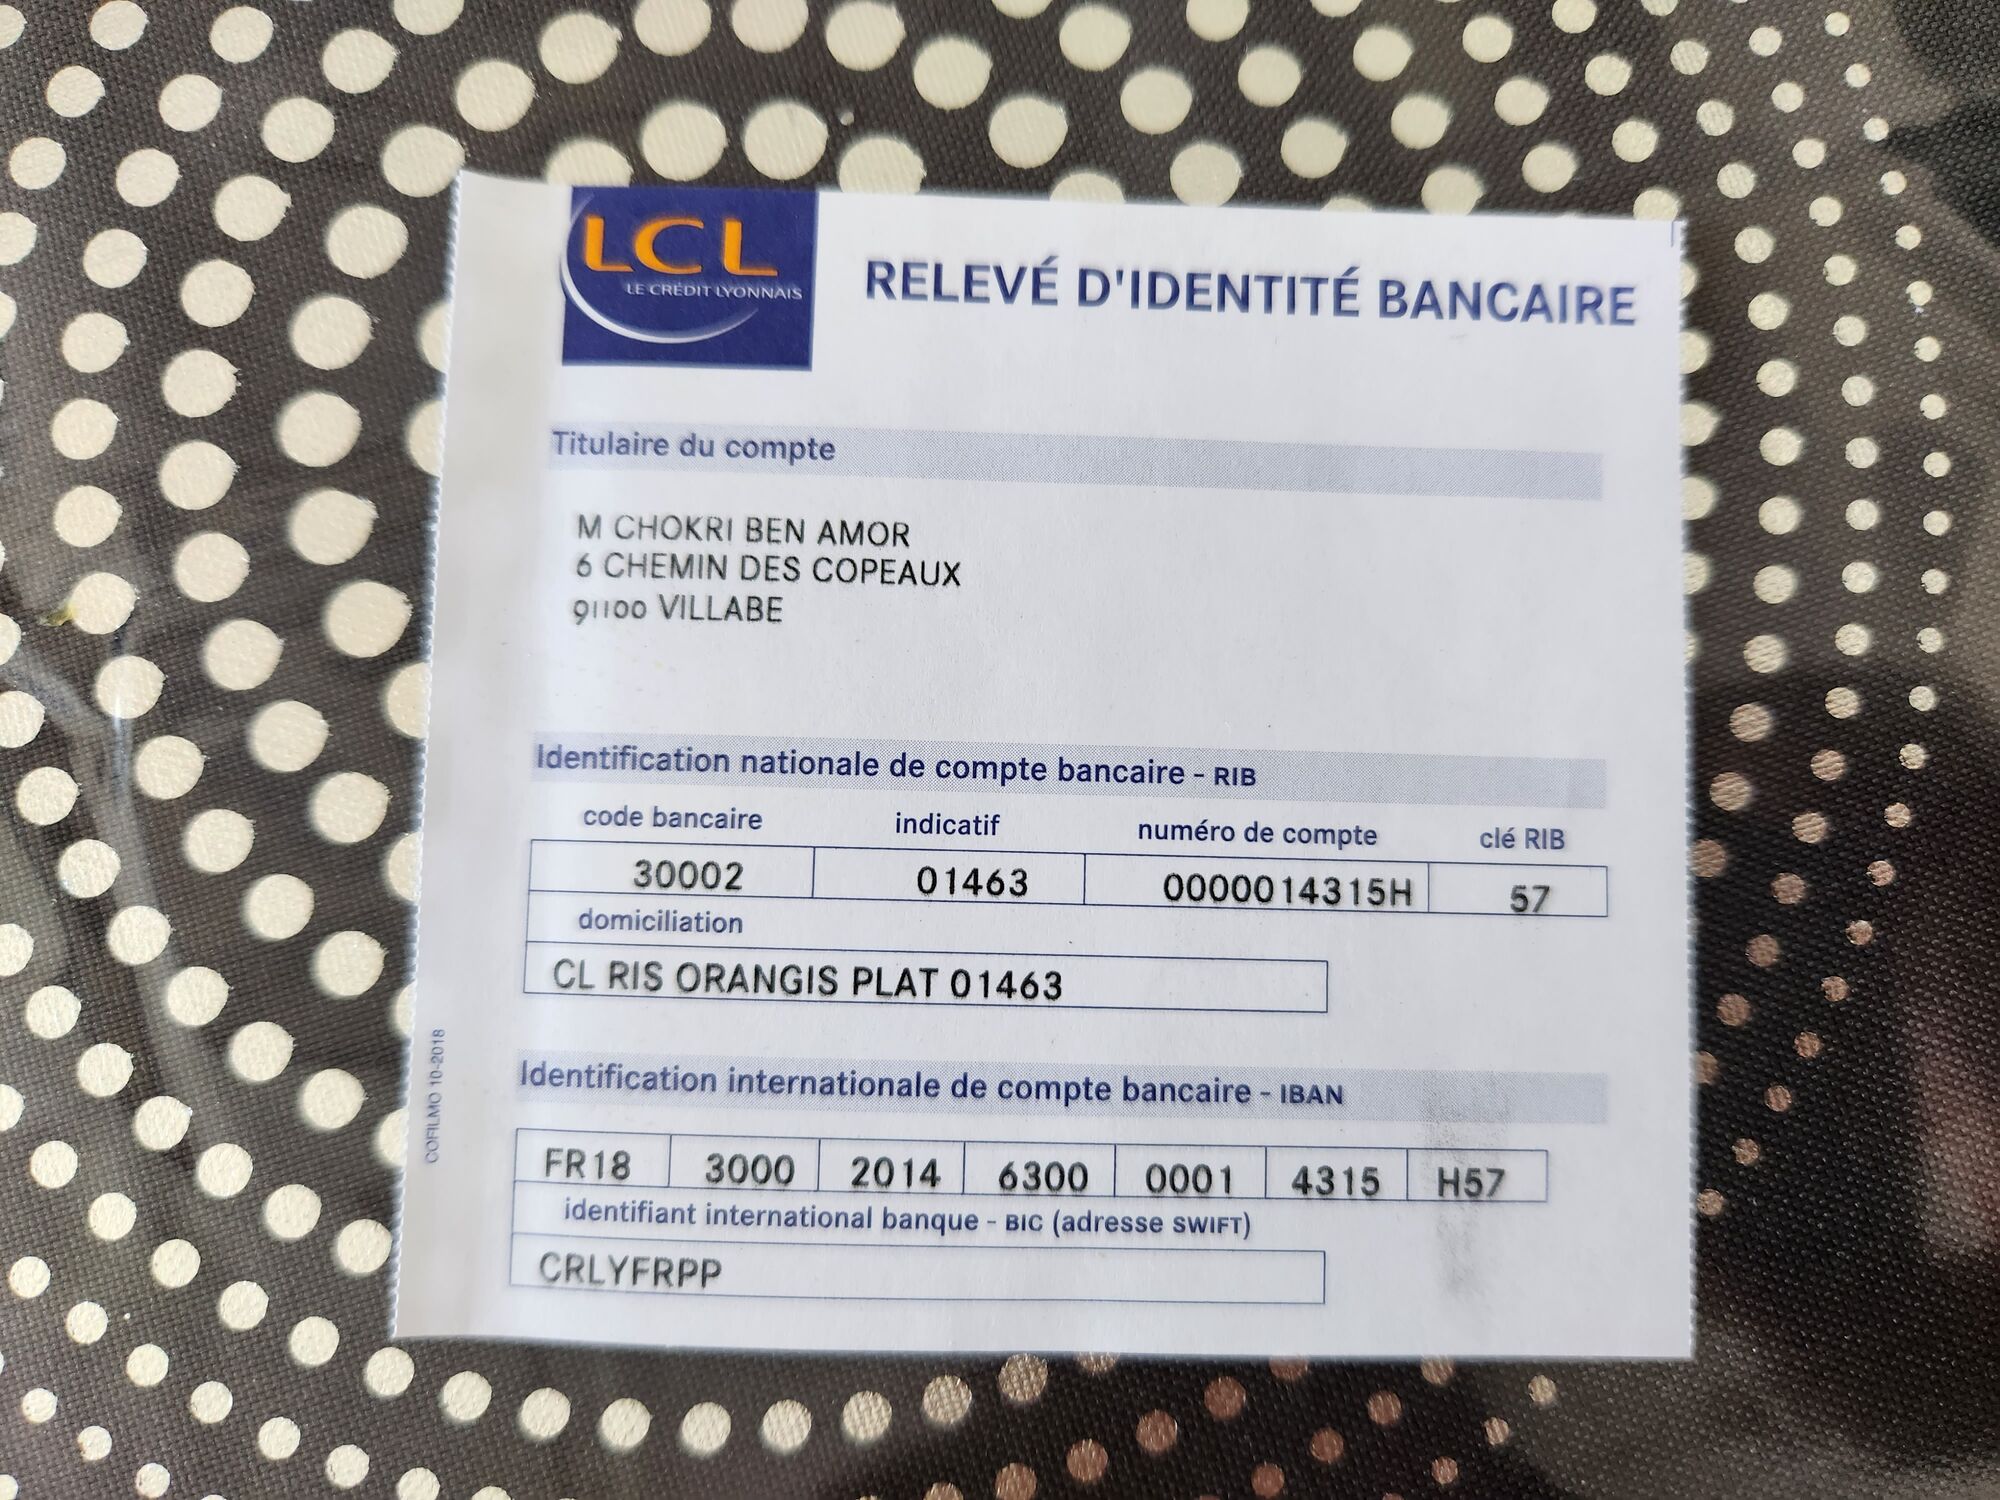 LCL
LE CRÉDIT LYONNAIS
RELEVÉ D'IDENTITÉ BANCAIRE
Titulaire du compte
M CHOKRI BEN AMOR
6 CHEMIN DES COPEAUX
91100 VILLABE
Identification nationale de compte bancaire - RIB
code bancaire indicatif numéro de compte clé RIB
30002 01463 0000014315H 57
domiciliation
CL RIS ORANGIS PLAT 01463
Identification internationale de compte bancaire - IBAN
FR18 3000 2014 6300 0001 4315 H57
identifiant international banque - BIC (adresse SWIFT)
CRLYFRPP
COFILMO 10-2018